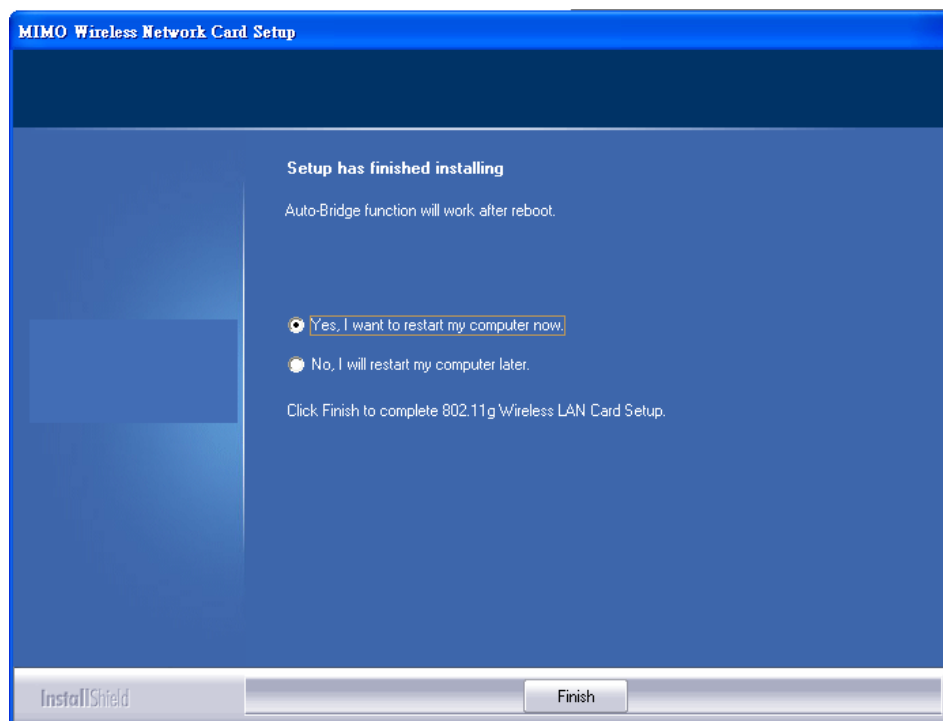 MIMO Wireless Network Card Setup
Setup has finished installing
Auto-Bridge function will work after reboot.
Yes, I want to restart my computer now.
No, I will restart my computer later.
Click Finish to complete 802.11g Wireless LAN Card Setup.
InstallShield
Finish